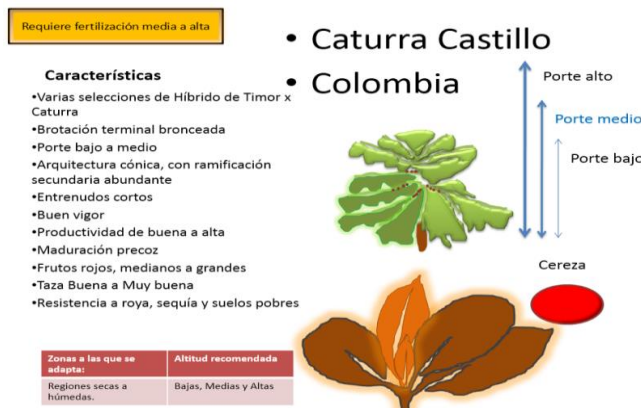 Requiere fertilización media a alta
• Caturra Castillo
• Colombia
Características
•Varias selecciones de Híbrido de Timor x
Caturra
•Brotación terminal bronceada
•Porte bajo a medio
•Arquitectura cónica, con ramificación
secundaria abundante
•Entrenudos cortos
•Buen vigor
•Productividad de buena a alta
•Maduración precoz
•Frutos rojos, medianos a grandes
•Taza Buena a Muy buena
•Resistencia a roya, sequía y suelos pobres
Porte alto
Porte medio
Porte bajo
Cereza
Zonas a las que se
adapta:
Altitud recomendada
Regiones secas a
húmedas.
Bajas, Medias y Altas